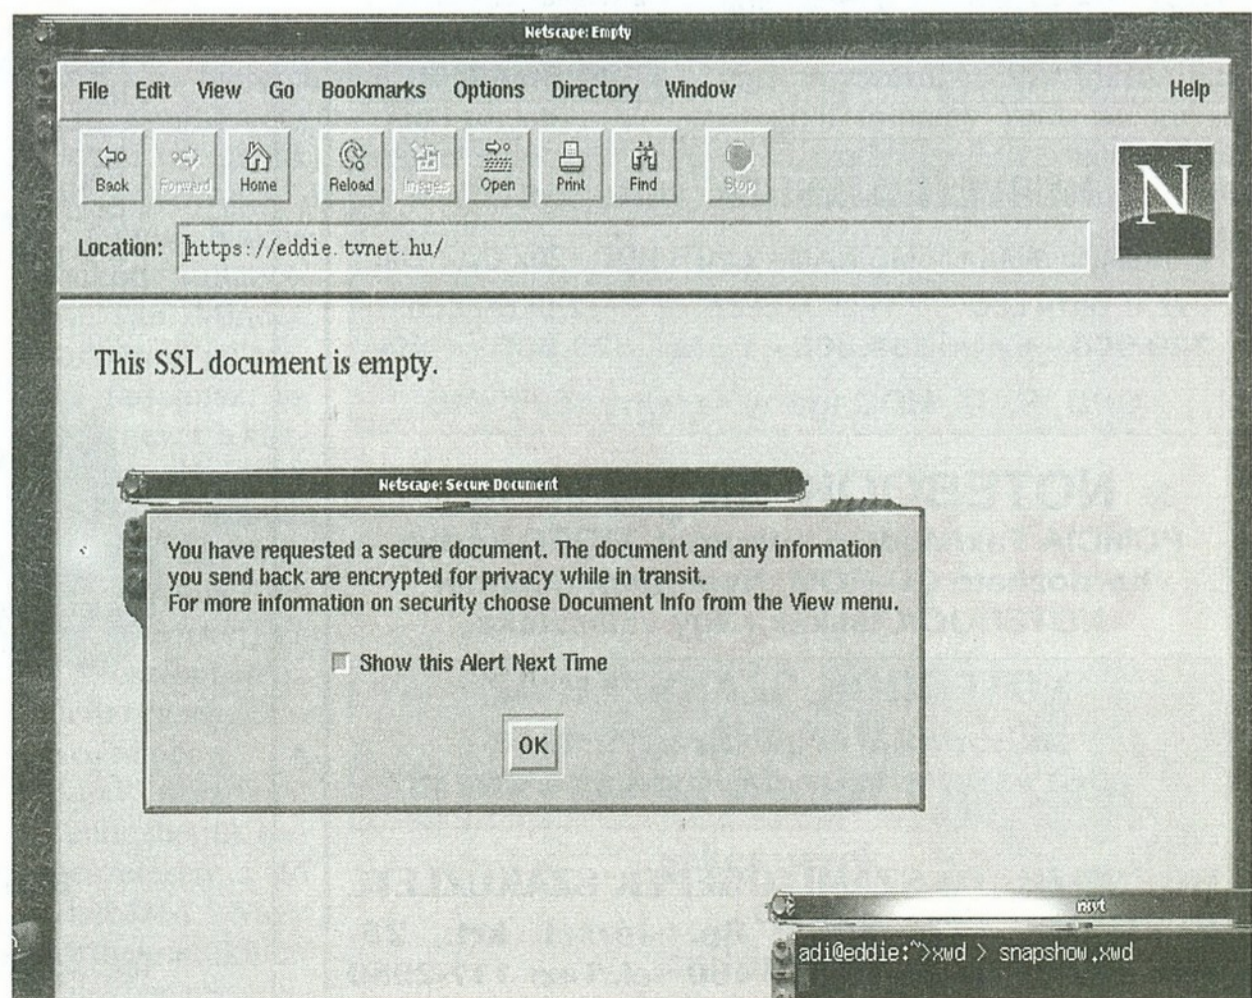 Netscape: Empty
File Edit View Go Bookmarks Options Directory Window Help
Back Forward Home Reload Images Open Print Find Stop
N
Location: https://eddie.tvnet.hu/
This SSL document is empty.
Netscape: Secure Document
You have requested a secure document. The document and any information
you send back are encrypted for privacy while in transit.
For more information on security choose Document Info from the View menu.
Show this Alert Next Time
OK
rxvt
adi@eddie:~>xwd > snapshow.xwd